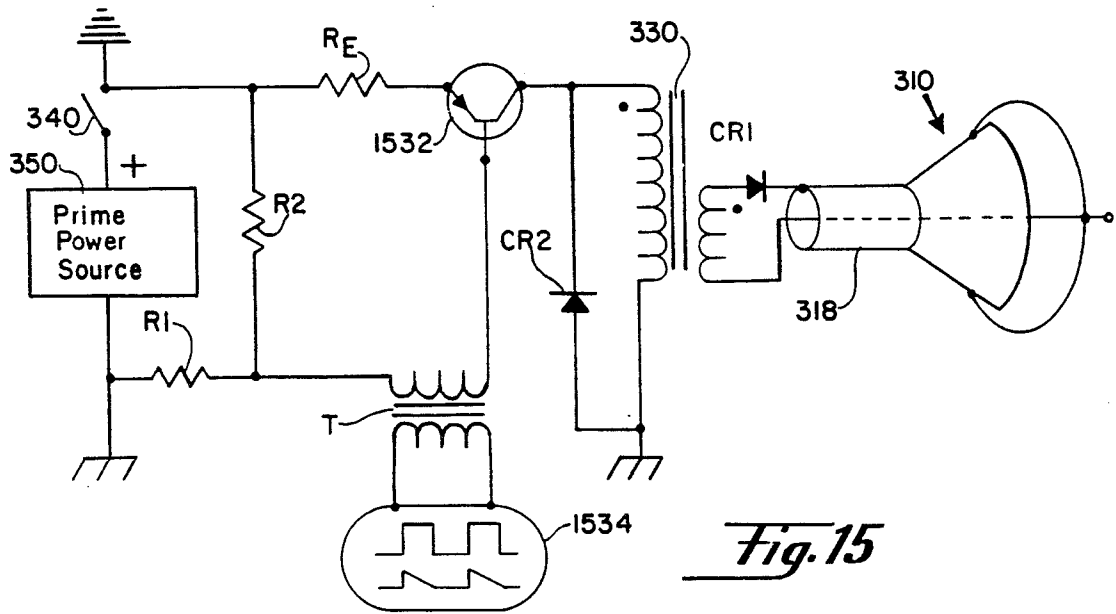 330
310
R_E
340
1532
CR1
350
+
Prime
Power
Source
R2
CR2
318
R1
T
1534
Fig. 15